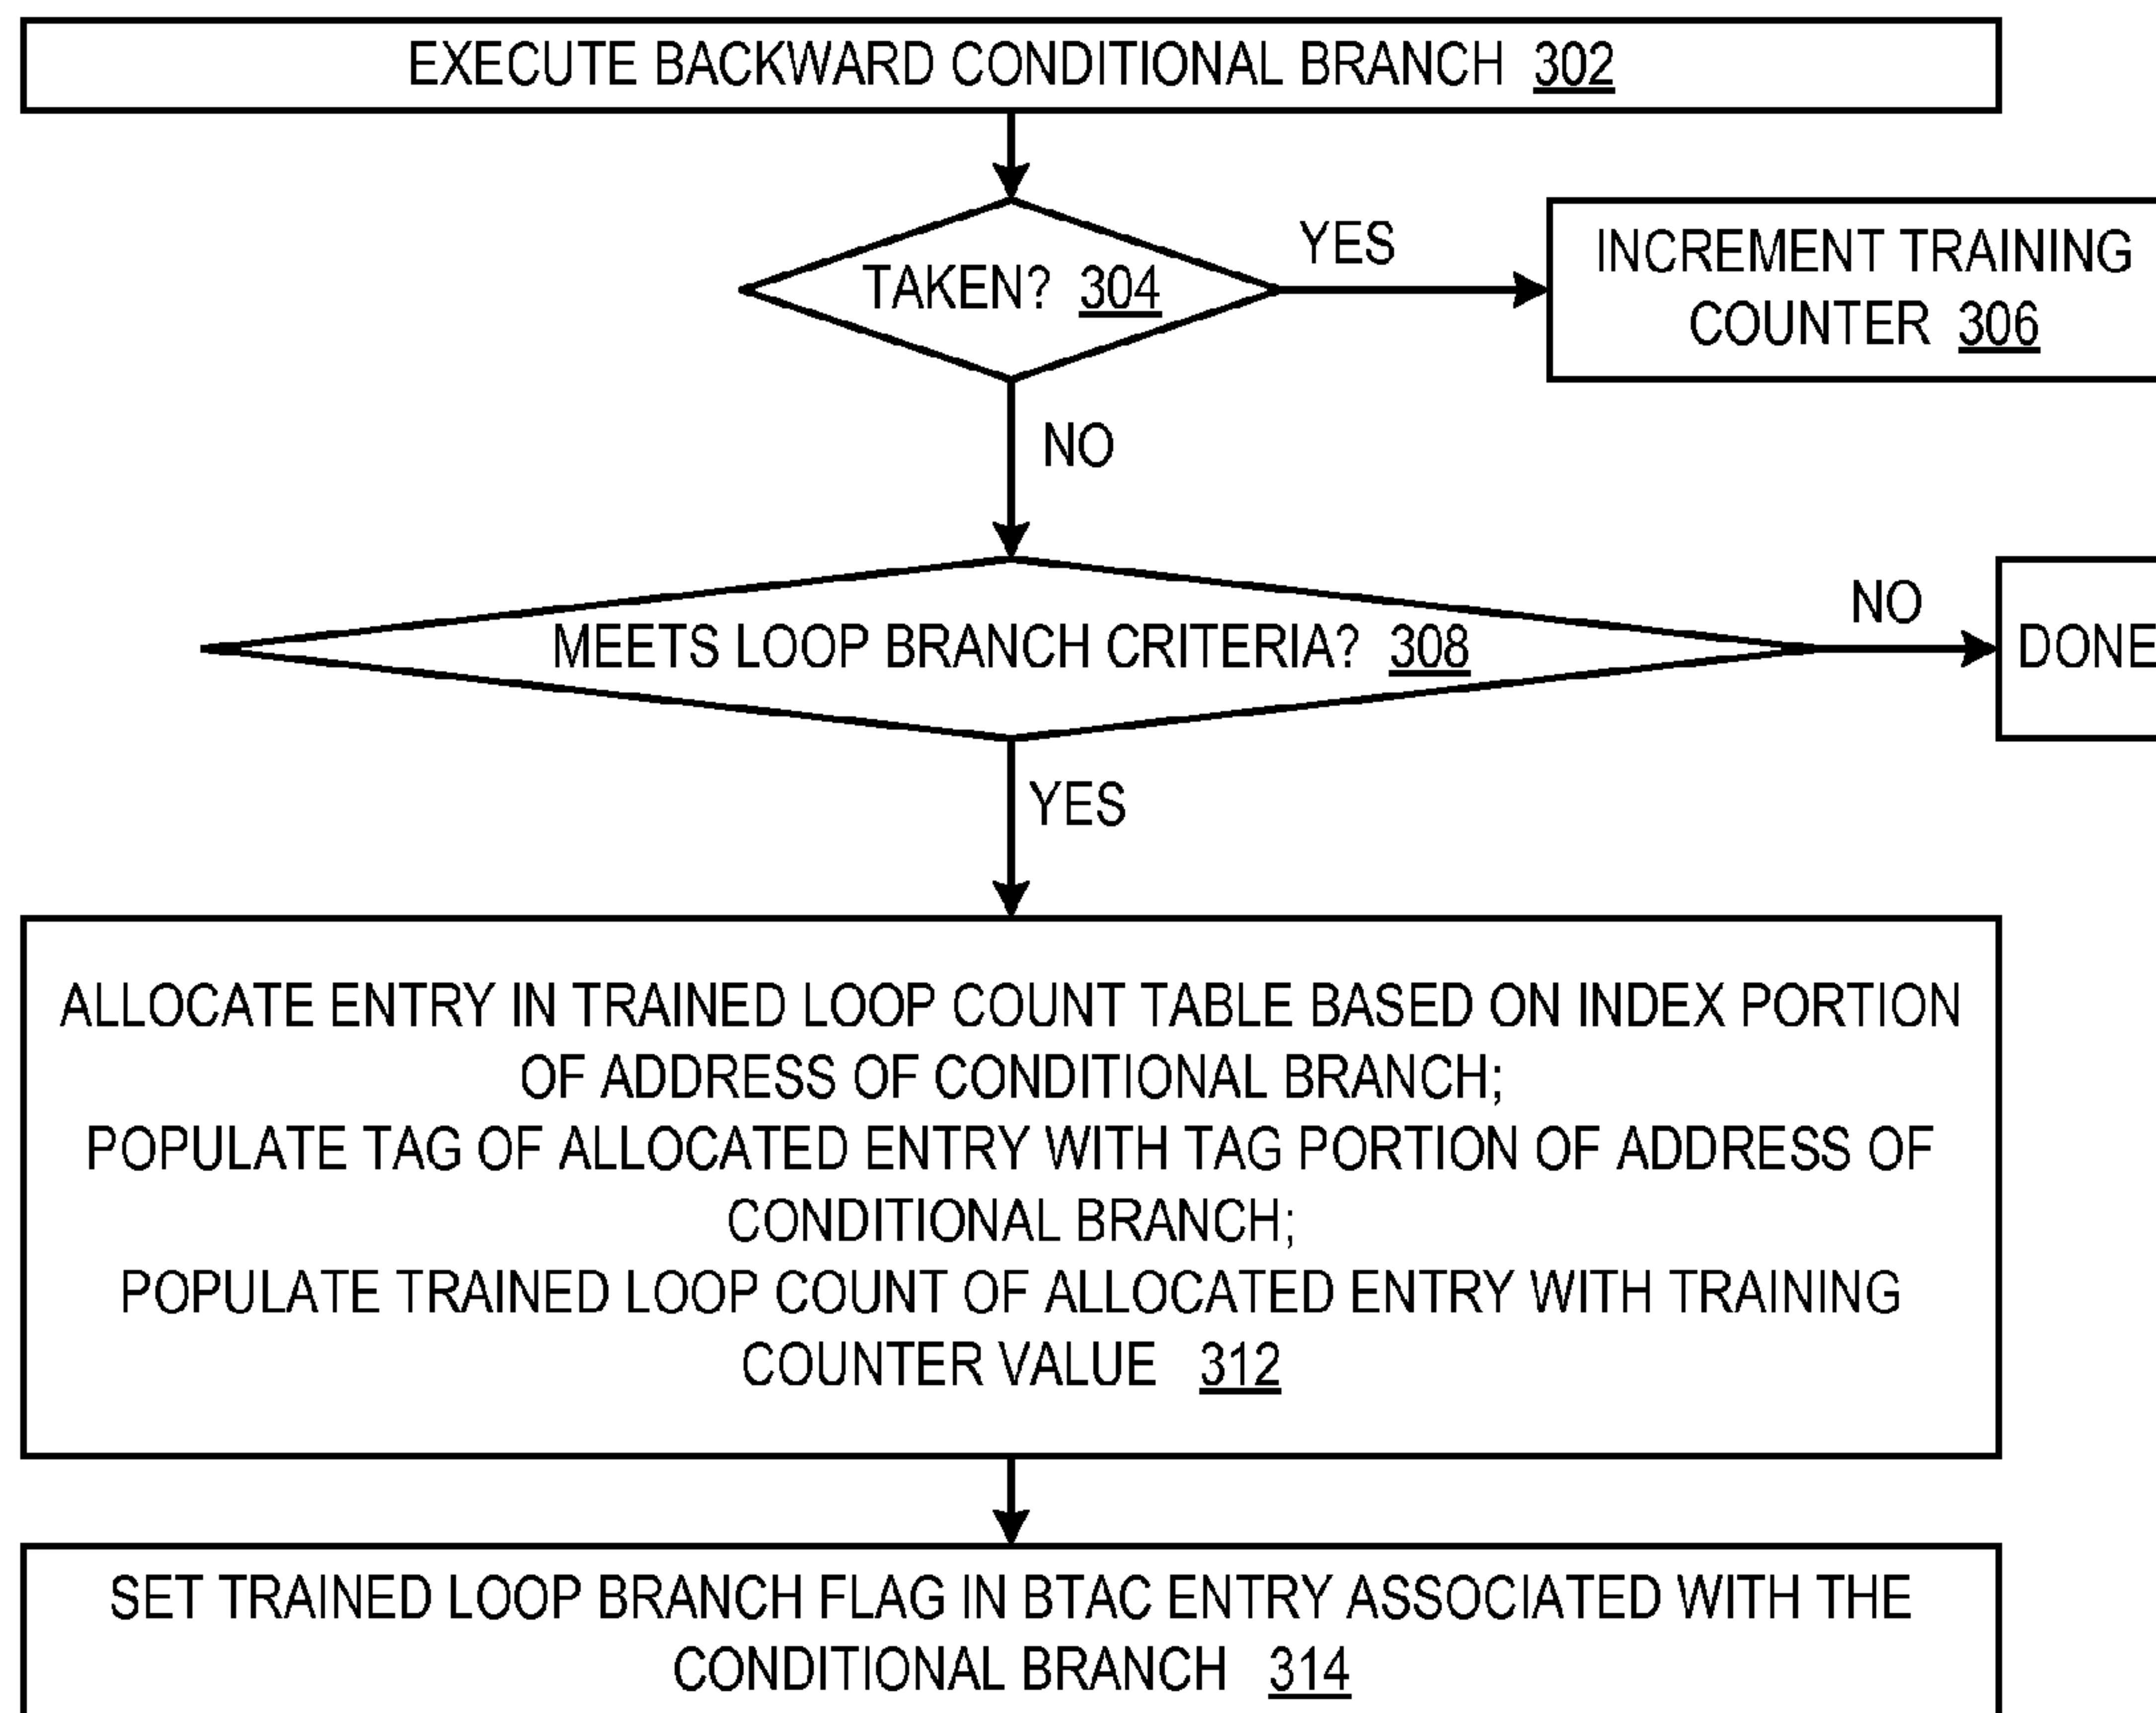 EXECUTE BACKWARD CONDITIONAL BRANCH 302
YES
INCREMENT TRAINING
COUNTER 306
TAKEN? 304
NO
NO
MEETS LOOP BRANCH CRITERIA? 308
DONE
YES
ALLOCATE ENTRY IN TRAINED LOOP COUNT TABLE BASED ON INDEX PORTION
OF ADDRESS OF CONDITIONAL BRANCH;
POPULATE TAG OF ALLOCATED ENTRY WITH TAG PORTION OF ADDRESS OF
CONDITIONAL BRANCH;
POPULATE TRAINED LOOP COUNT OF ALLOCATED ENTRY WITH TRAINING
COUNTER VALUE 312
SET TRAINED LOOP BRANCH FLAG IN BTAC ENTRY ASSOCIATED WITH THE
CONDITIONAL BRANCH 314